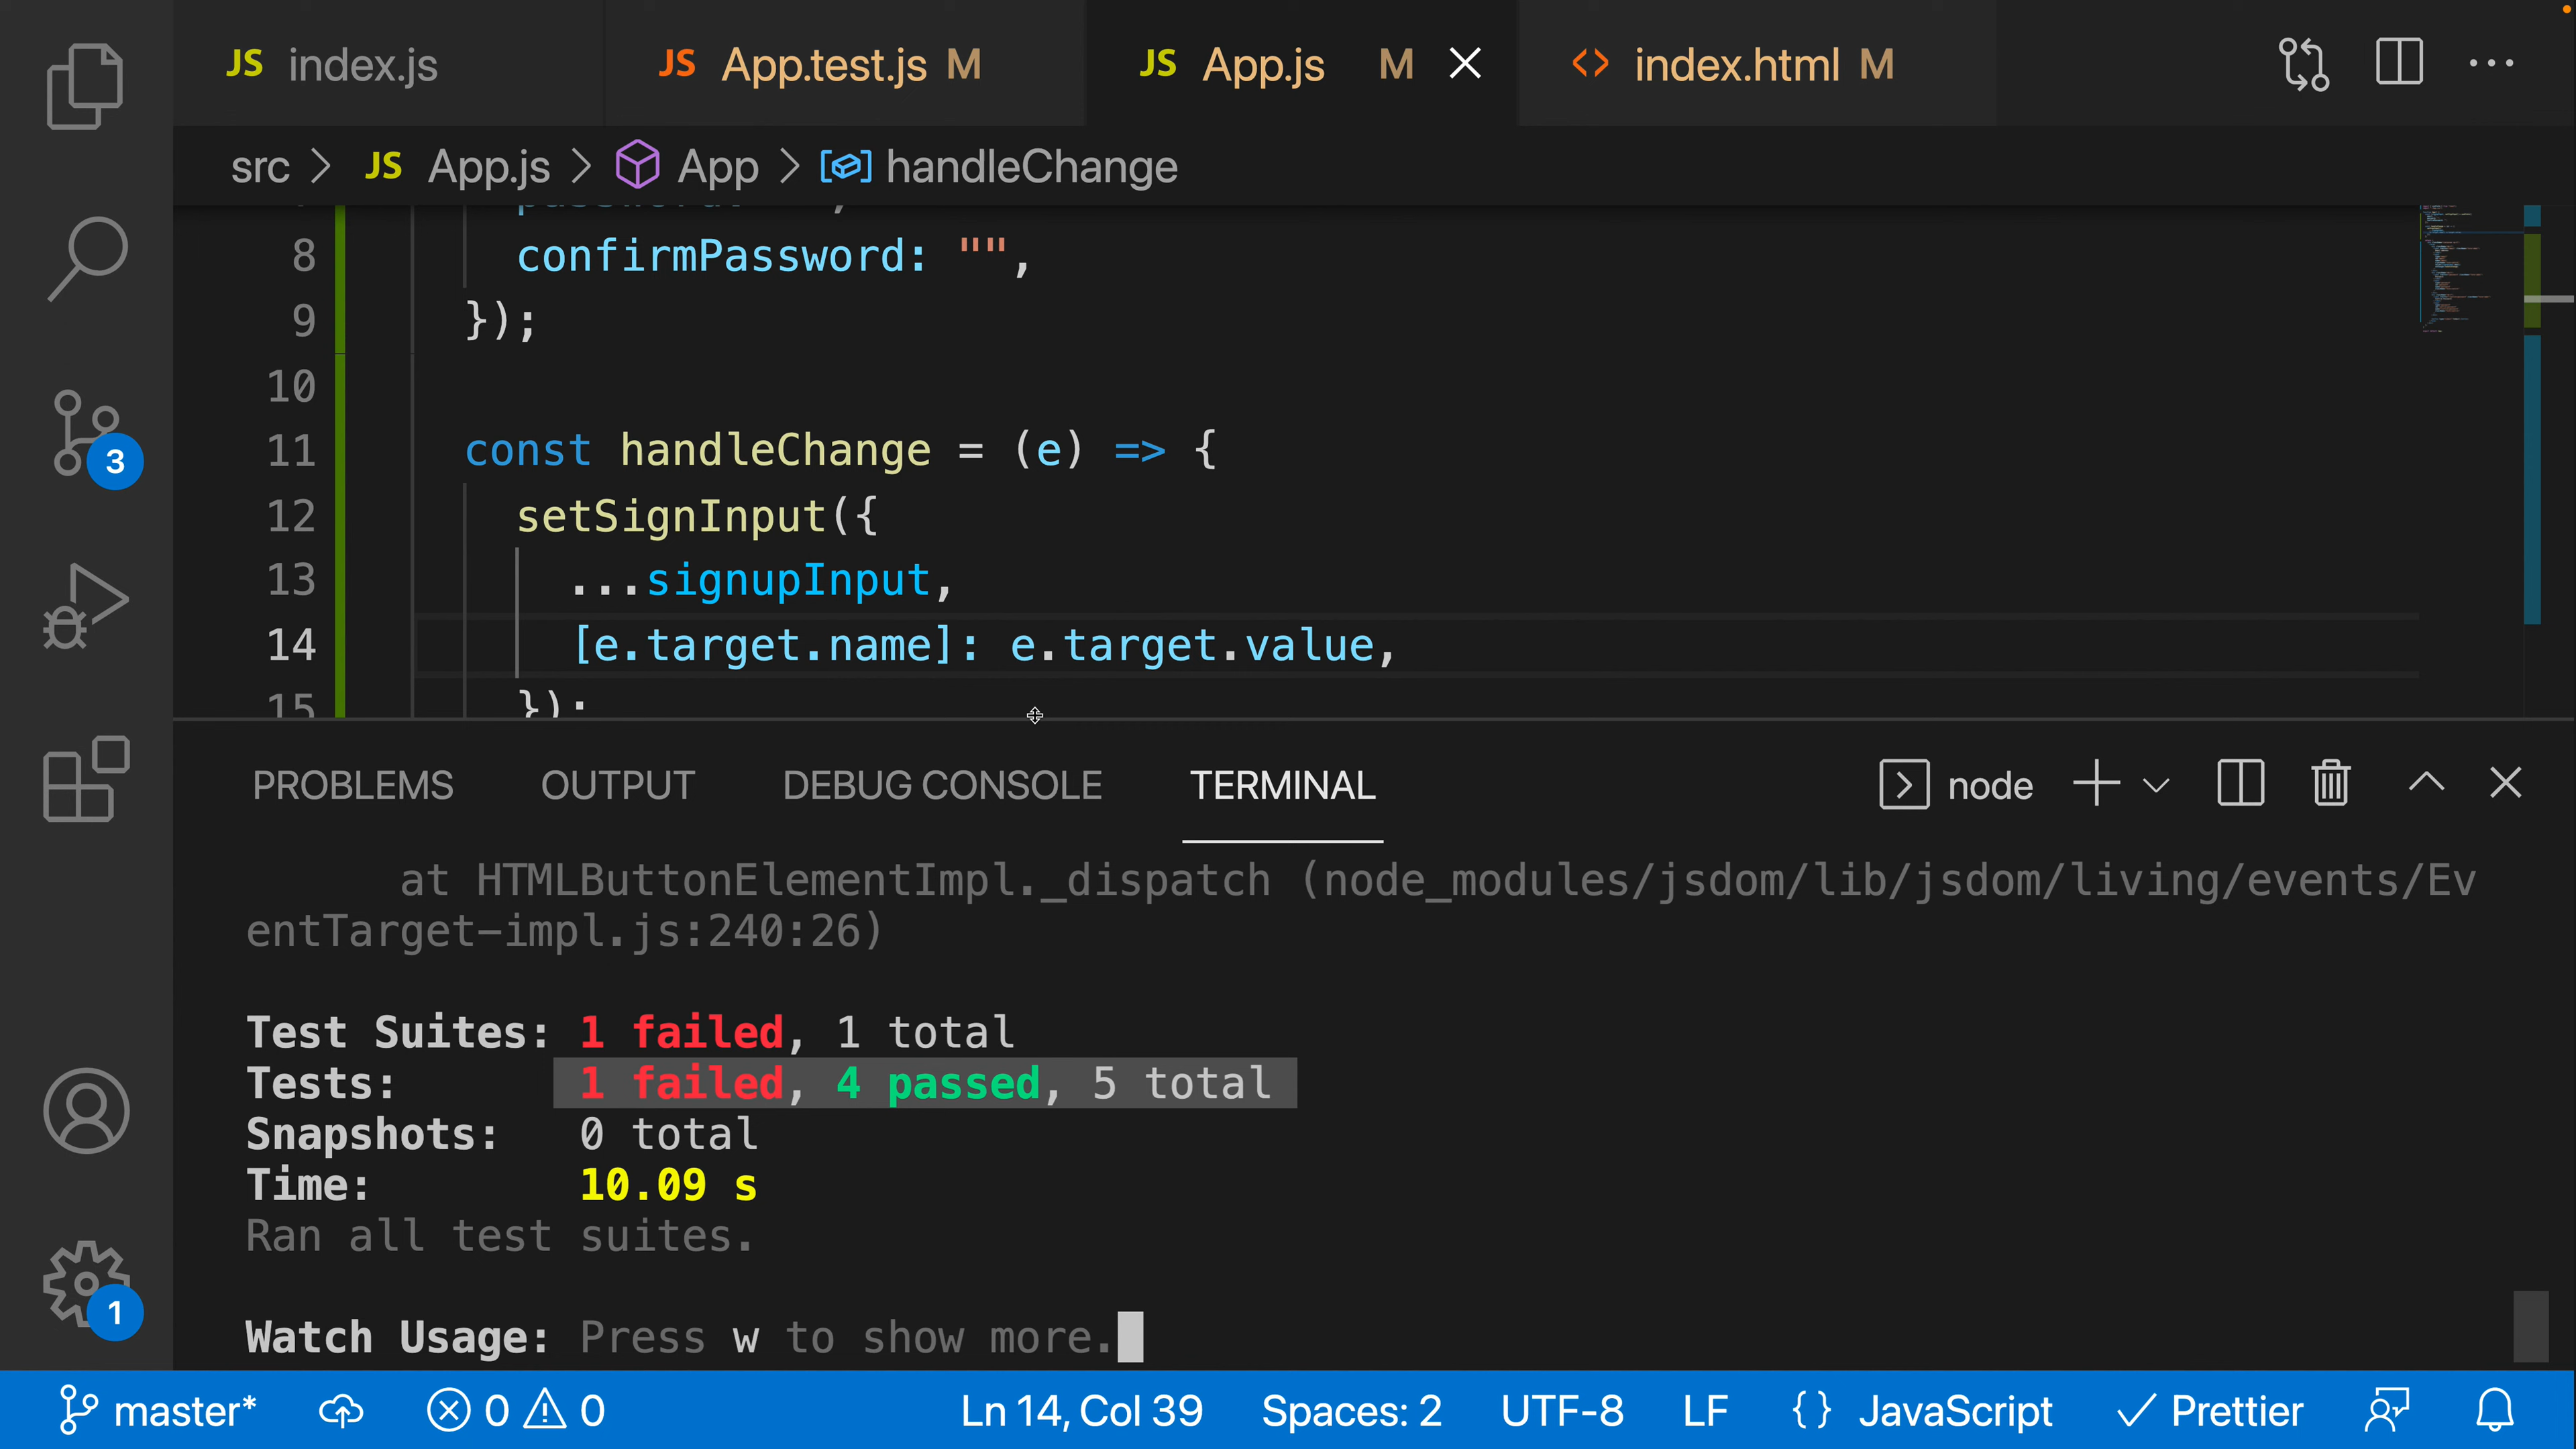 JS index.js
JS App.test.js M
JS App.js M
<> index.html M
src > JS App.js > App > handleChange
8 confirmPassword: "",
9 });
10
11 const handleChange = (e) => {
12 setSignInput({
13 ...signupInput,
14 [e.target.name]: e.target.value,
15 });
3
1
PROBLEMS OUTPUT DEBUG CONSOLE TERMINAL node
at HTMLButtonElementImpl._dispatch (node_modules/jsdom/lib/jsdom/living/events/Ev
entTarget-impl.js:240:26)
Test Suites: 1 failed, 1 total
Tests: 1 failed, 4 passed, 5 total
Snapshots: 0 total
Time: 10.09 s
Ran all test suites.
Watch Usage: Press w to show more.
master* 0 0 Ln 14, Col 39 Spaces: 2 UTF-8 LF {} JavaScript Prettier